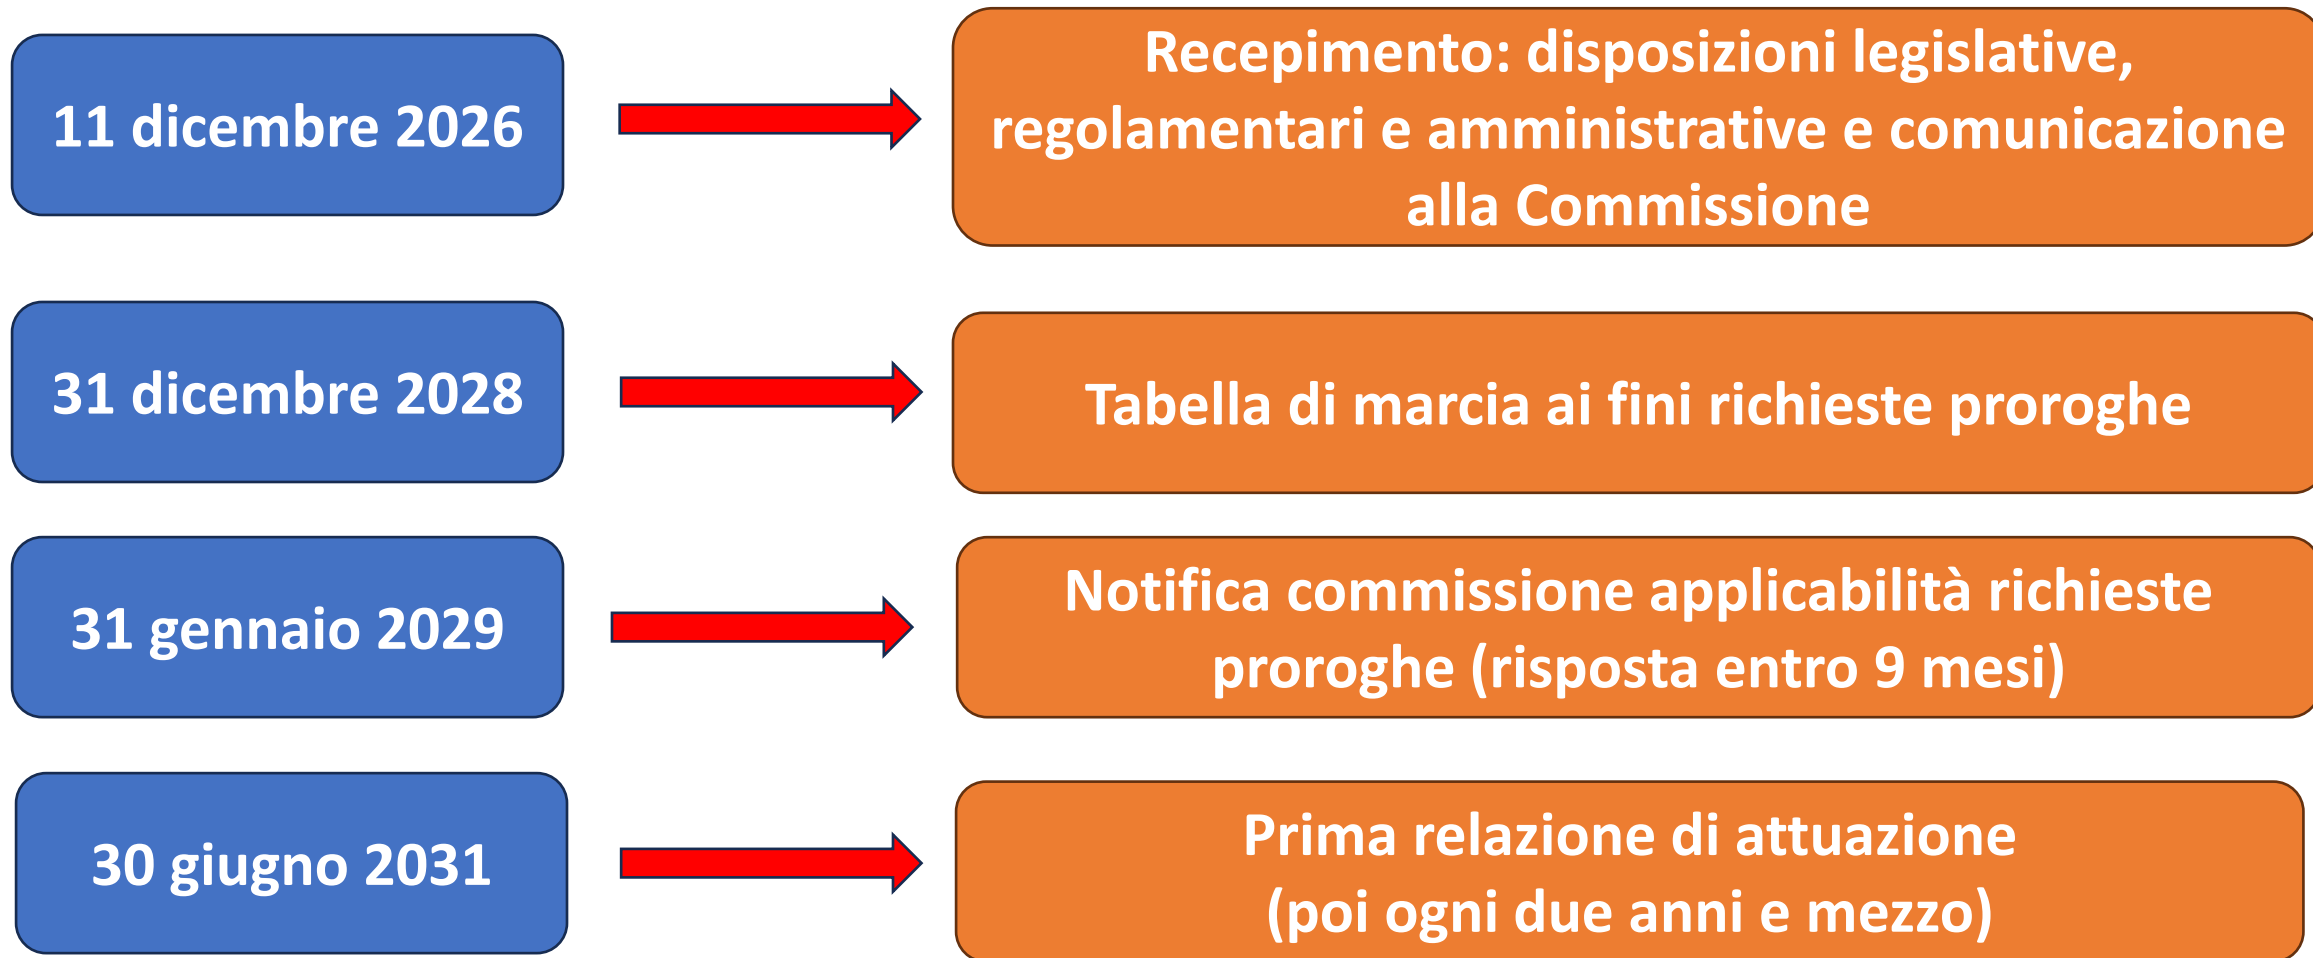 11 dicembre 2026
Recepimento: disposizioni legislative,
regolamentari e amministrative e comunicazione
alla Commissione
31 dicembre 2028
Tabella di marcia ai fini richieste proroghe
31 gennaio 2029
Notifica commissione applicabilità richieste
proroghe (risposta entro 9 mesi)
30 giugno 2031
Prima relazione di attuazione
(poi ogni due anni e mezzo)